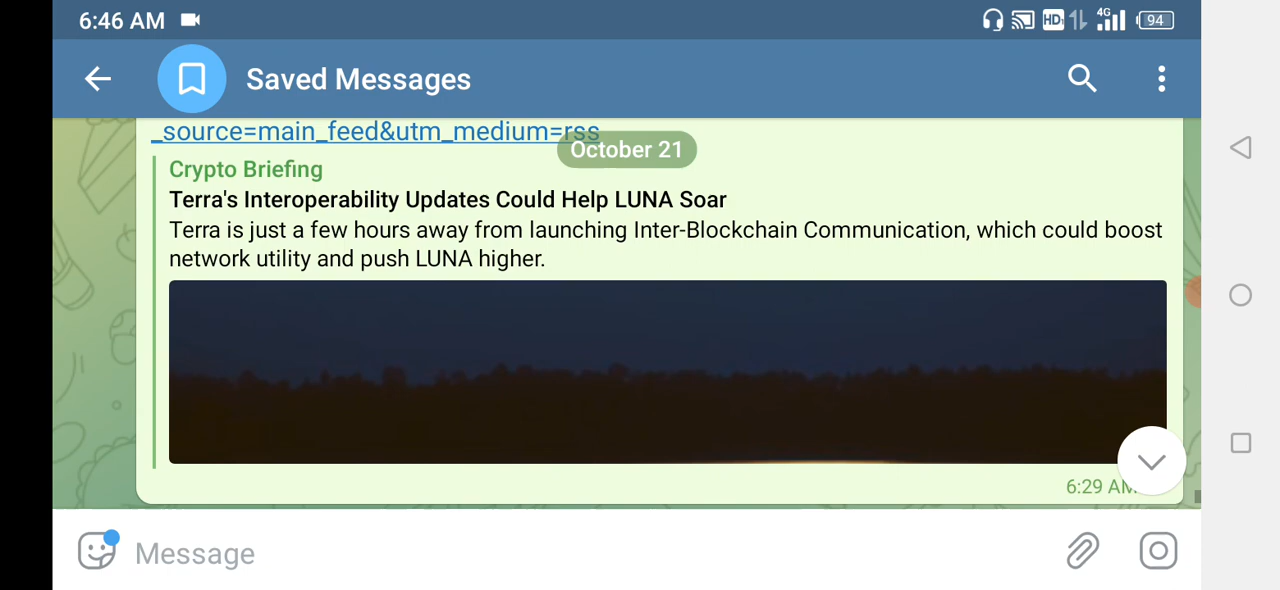 6:46 AM
HD
4G
94
Saved Messages
_source=main_feed&utm_medium=rss
October 21
Crypto Briefing
Terra's Interoperability Updates Could Help LUNA Soar
Terra is just a few hours away from launching Inter-Blockchain Communication, which could boost
network utility and push LUNA higher.
6:29 AM
Message